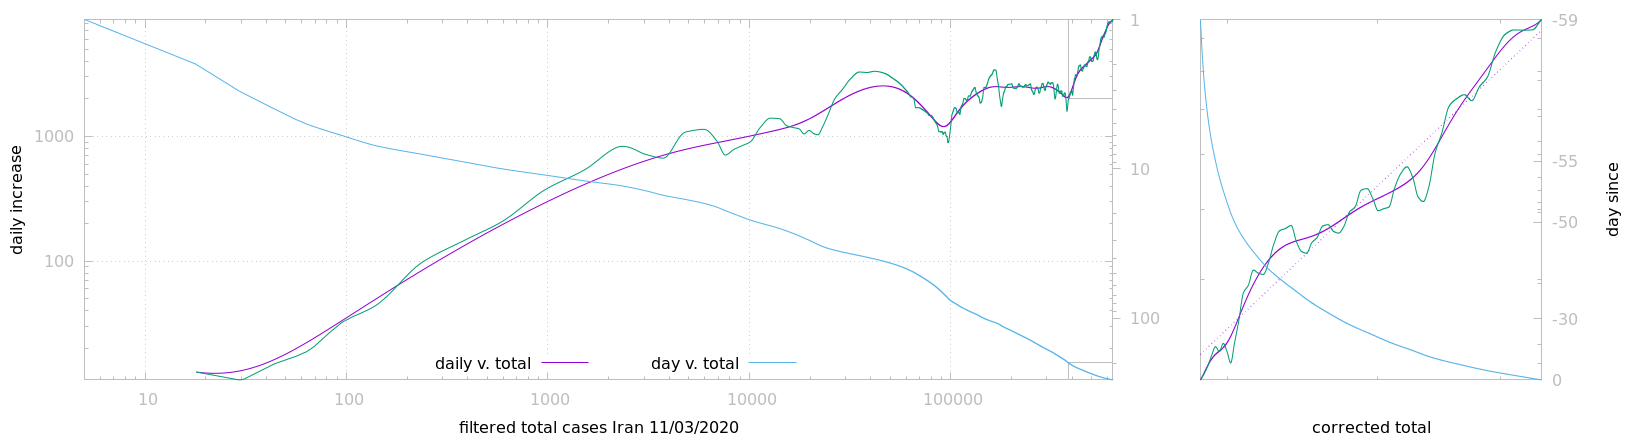 daily increase
1000
100
10
100
1000
10000
100000
filtered total cases Iran 11/03/2020
daily v. total
day v. total
1
10
100
-59
-55
-50
-30
0
day since
corrected total